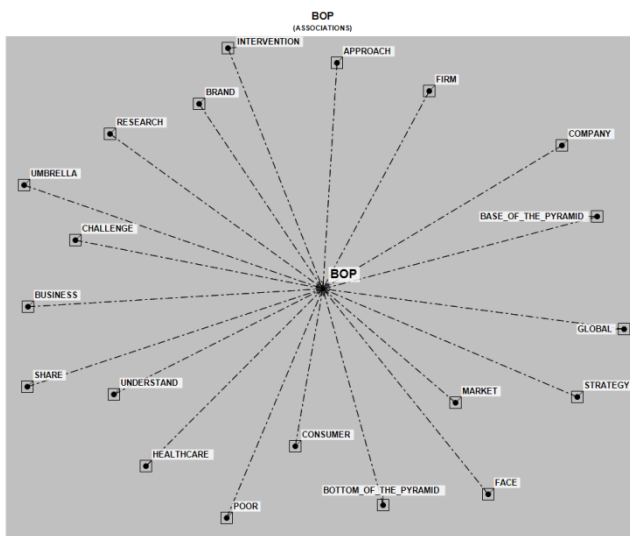 BOP
(ASSOCIATIONS)
INTERVENTION
APPROACH
FIRM
BRAND
RESEARCH
COMPANY
UMBRELLA
BASE_OF_THE_PYRAMID
CHALLENGE
BOP
BUSINESS
GLOBAL
SHARE
UNDERSTAND
MARKET
STRATEGY
CONSUMER
HEALTHCARE
BOTTOM_OF_THE_PYRAMID
FACE
POOR